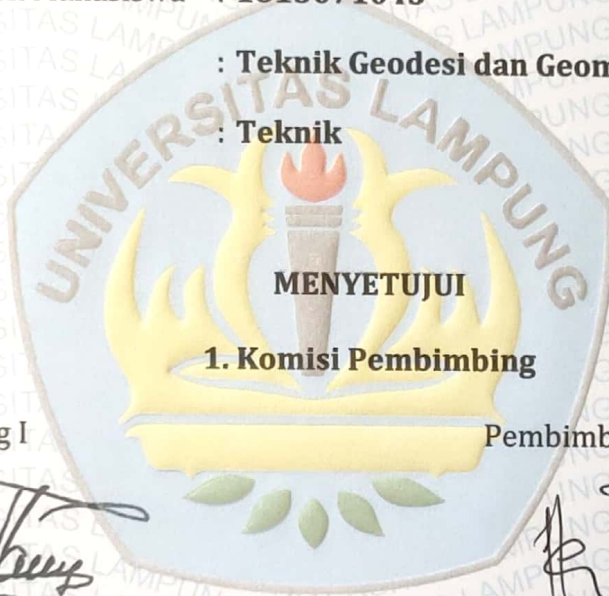 : Teknik Geodesi dan Geom
: Teknik
UNIVERSITAS LAMPUNG
MENYETUJUI
1. Komisi Pembimbing
g I
Pembimb